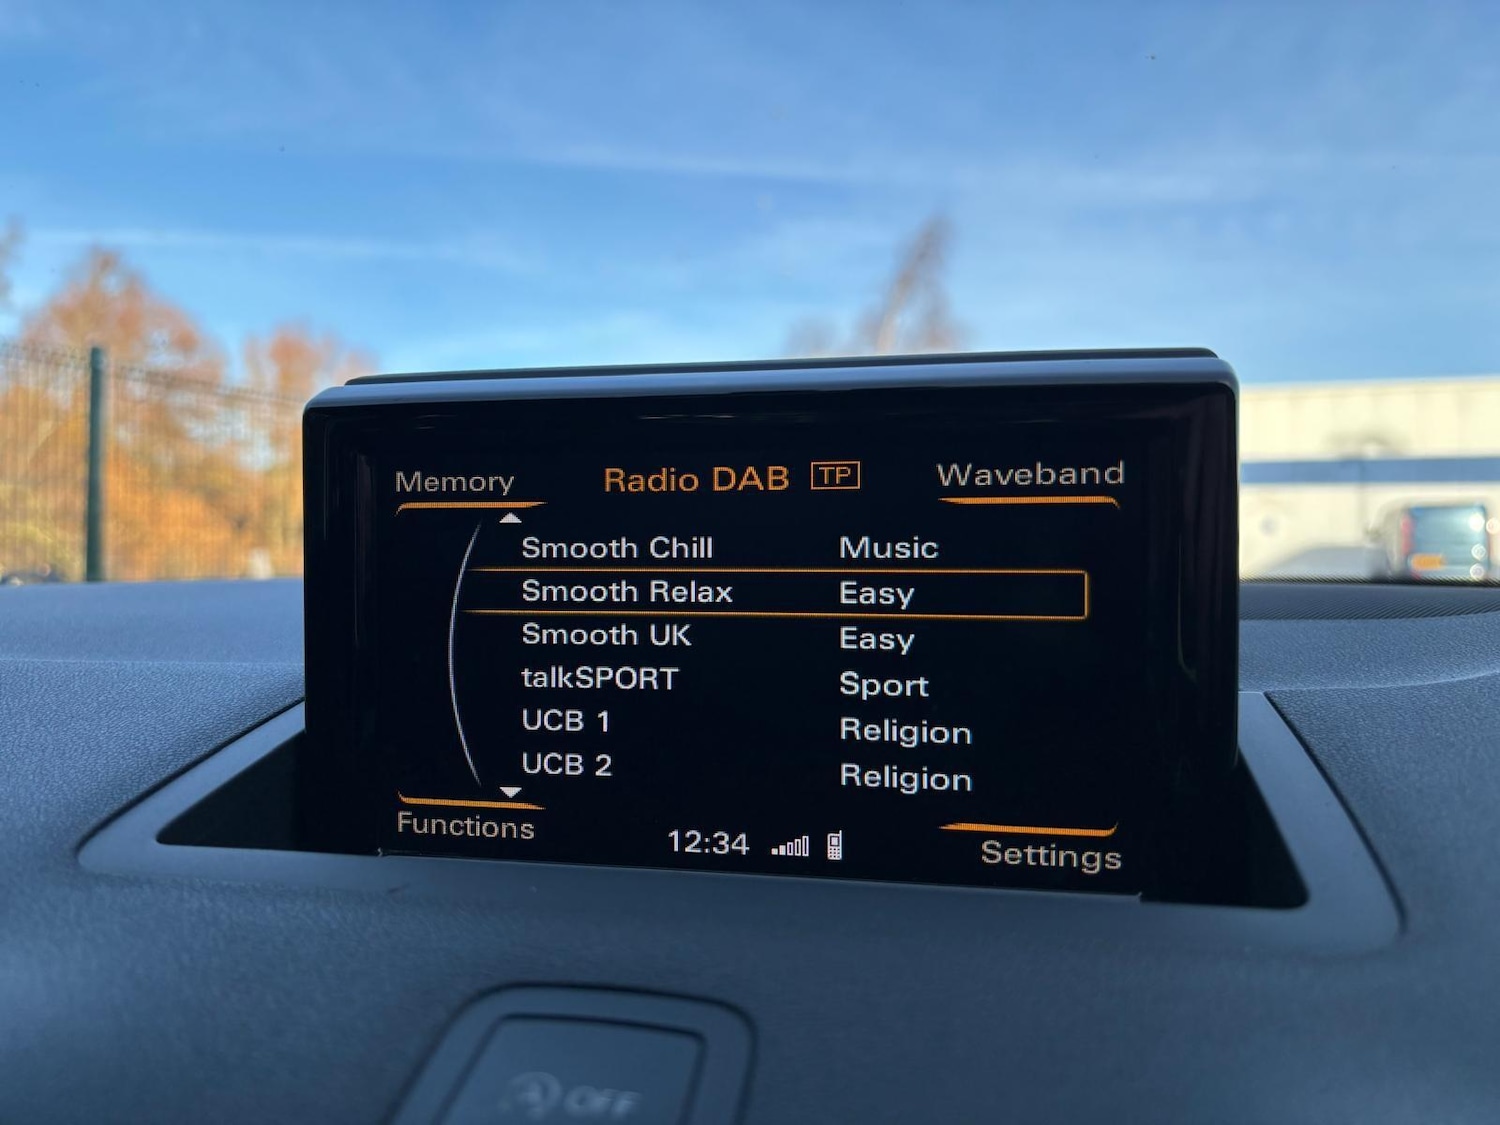 Memory Radio DAB TP Waveband
Smooth Chill Music
Smooth Relax Easy
Smooth UK Easy
talkSPORT Sport
UCB 1 Religion
UCB 2 Religion
Functions 12:34 Settings
OFF